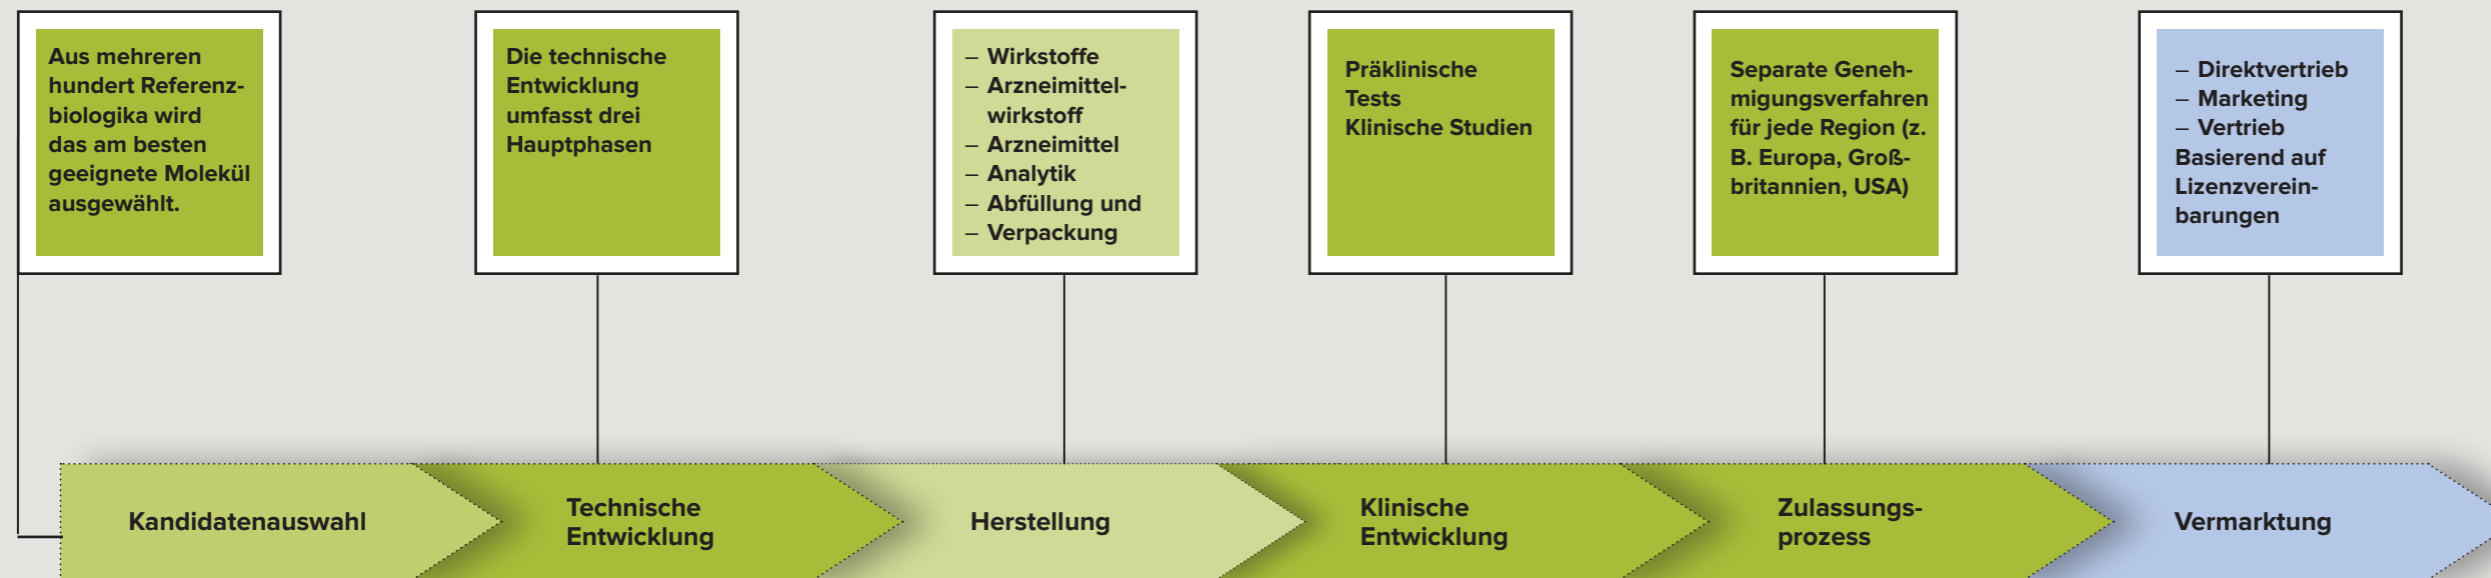 Aus mehreren
hundert Referenz-
biologika wird
das am besten
geeignete Molekül
ausgewählt.
Die technische
Entwicklung
umfasst drei
Hauptphasen
– Wirkstoffe
– Arzneimittel-
wirkstoff
– Arzneimittel
– Analytik
– Abfüllung und
– Verpackung
Präklinische
Tests
Klinische Studien
Separate Geneh-
migungsverfahren
für jede Region (z.
B. Europa, Groß-
britannien, USA)
– Direktvertrieb
– Marketing
– Vertrieb
Basierend auf
Lizenzverein-
barungen
Kandidatenauswahl
Technische
Entwicklung
Herstellung
Klinische
Entwicklung
Zulassungs-
prozess
Vermarktung